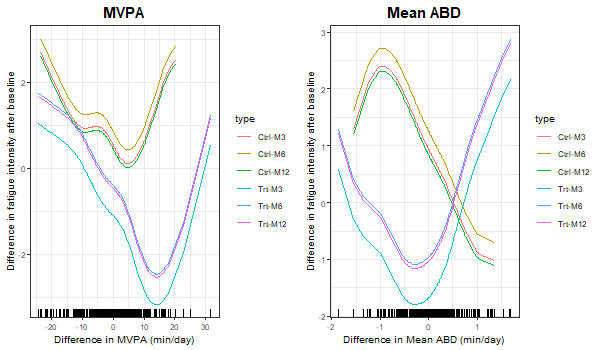 MVPA
Difference in fatigue intensity after baseline
2
0
-2
-20
-10
0
10
20
30
Difference in MVPA (min/day)
type
Ctrl-M3
Ctrl-M6
Ctrl-M12
Trt-M3
Trt-M6
Trt-M12
Mean ABD
Difference in fatigue intensity after baseline
3
2
1
0
-1
-2
-2
-1
0
1
Difference in Mean ABD (min/day)
type
Ctrl-M3
Ctrl-M6
Ctrl-M12
Trt-M3
Trt-M6
Trt-M12